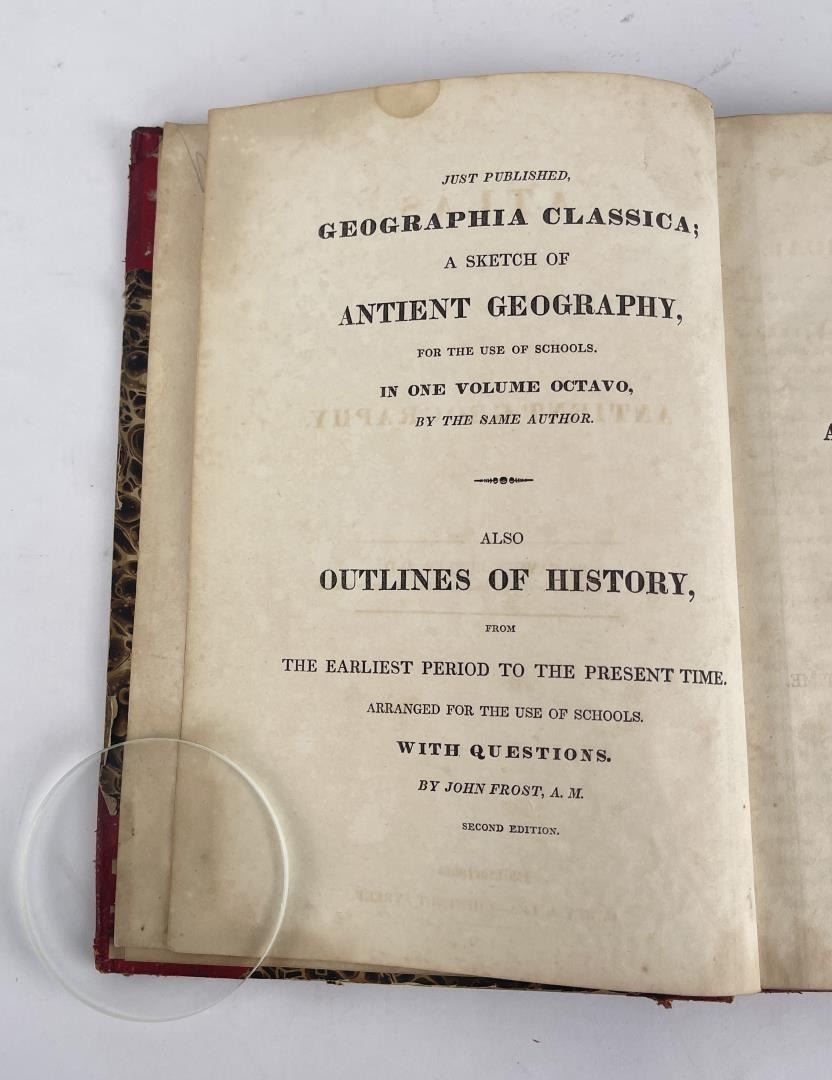 JUST PUBLISHED,
GEOGRAPHIA CLASSICA;
A SKETCH OF
ANTIENT GEOGRAPHY,
FOR THE USE OF SCHOOLS.
IN ONE VOLUME OCTAVO,
BY THE SAME AUTHOR.
ALSO
OUTLINES OF HISTORY,
FROM
THE EARLIEST PERIOD TO THE PRESENT TIME.
ARRANGED FOR THE USE OF SCHOOLS.
WITH QUESTIONS.
BY JOHN FROST, A. M.
SECOND EDITION.